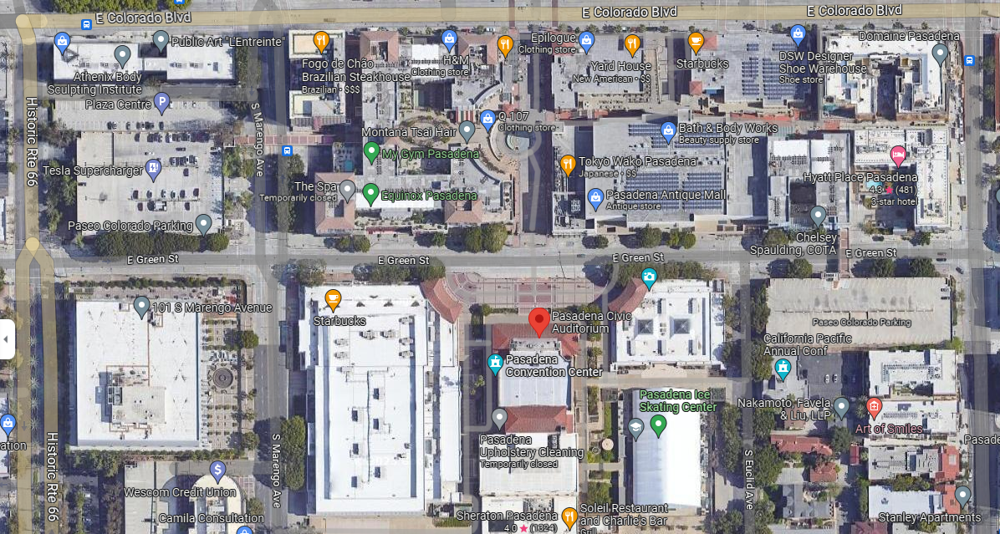 E Colorado Blvd
E Colorado Blvd
E Colorado Blvd
Public Art "L'Entreinte"
Athenix Body
Sculpting Institute
Plaza Centre
P
Fogo de Chão
Brazilian Steakhouse
Brazilian • $$$
H&M
Clothing store
Epilogue
Clothing store
Yard House
New American • $$
Starbucks
DSW Designer
Shoe Warehouse
Shoe store
Domaine Pasadena
Historic Rte 66
S Marengo Ave
Montana Tsai Hair
Q-107
Clothing store
Bath & Body Works
Beauty supply store
My Gym Pasadena
Tesla Supercharger
Tokyo Wako Pasadena
Japanese • $$
Hyatt Place Pasadena
4.3 ★ (481)
3-star hotel
The Spa
Temporarily closed
Equinox Pasadena
Pasadena Antique Mall
Antique store
Paseo Colorado Parking
Chelsey
Spaulding, COTA
E Green St
E Green St
E Green St
E Green St
101 S Marengo Avenue
Starbucks
Pasadena Civic
Auditorium
Paseo Colorado Parking
California Pacific
Annual Conf
Pasadena
Convention Center
Pasadena Ice
Skating Center
Nakamoto, Favela
& Liu, LLP
Art of Smiles
ation
Historic Rte 66
S Marengo Ave
Pasadena
Upholstery Cleaning
Temporarily closed
S Euclid Ave
Pasade
$
Wescom Credit Union
Camila Consultation
Sheraton Pasadena
4.0 ★ (1324)
Soleil Restaurant
and Charlie's Bar
Grill
Stanley Apartments